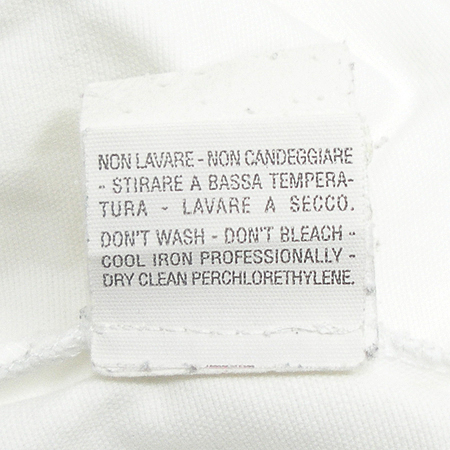 NON LAVARE - NON CANDEGGIARE
- STIRARE A BASSA TEMPERA-
TURA - LAVARE A SECCO.
DON'T WASH - DON'T BLEACH -
COOL IRON PROFESSIONALLY -
DRY CLEAN PERCHLORETHYLENE.